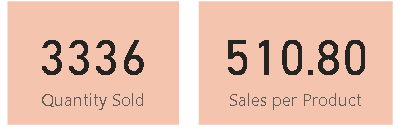 3336
Quantity Sold
510.80
Sales per Product